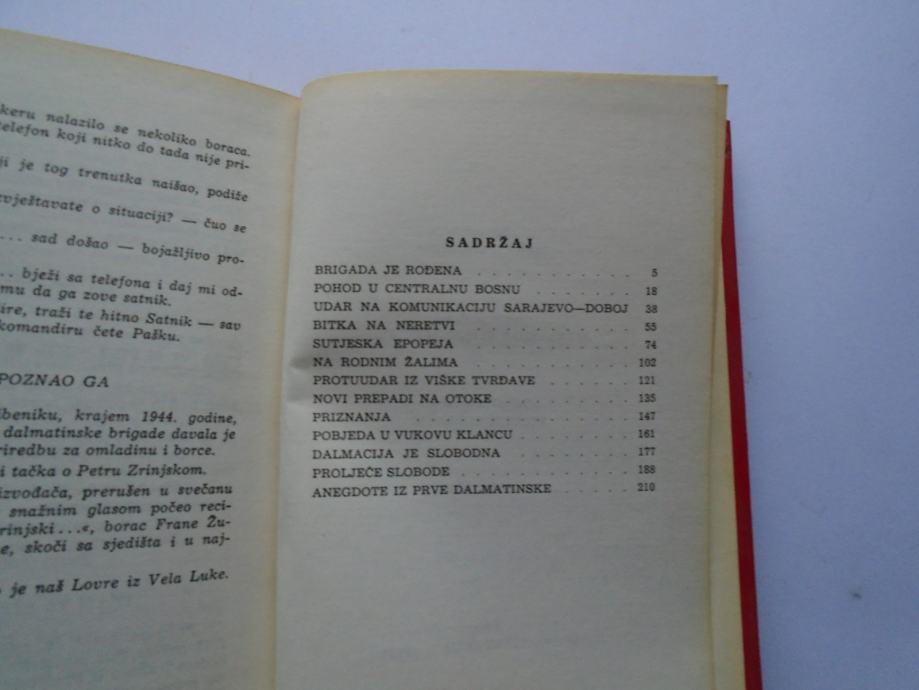 keru nalazilo se nekoliko boraca.
telefon koji nitko do tada nije pri-
ji je tog trenutka naišao, podiže
zvještavate o situaciji? — čuo se
... sad došao — bojažljivo pro-
.. bježi sa telefona i daj mi od-
mu da ga zove satnik.
ire, traži te hitno Satnik — sav
komandiru čete Pašku.
POZNAO GA
ibeniku, krajem 1944. godine,
dalmatinske brigade davala je
riredbu za omladinu i borce.
i tačka o Petru Zrinjskom.
izvođača, prerušen u svečanu
snažnim glasom počeo reci-
rinjski...«, borac Frane Žu-
e, skoči sa sjedišta i u naj-
je naš Lovre iz Vela Luke.
SADRŽAJ
BRIGADA JE ROĐENA . . . . . . . . . . 5
POHOD U CENTRALNU BOSNU . . . . . . . 18
UDAR NA KOMUNIKACIJU SARAJEVO—DOBOJ 38
BITKA NA NERETVI . . . . . . . . . . 55
SUTJESKA EPOPEJA . . . . . . . . . . 74
NA RODNIM ŽALIMA . . . . . . . . . . 102
PROTUUDAR IZ VIŠKE TVRĐAVE . . . . . . 121
NOVI PREPADI NA OTOKE . . . . . . . . 135
PRIZNANJA . . . . . . . . . . . . 147
POBJEDA U VUKOVU KLANCU . . . . . . . 161
DALMACIJA JE SLOBODNA . . . . . . . . 177
PROLJEĆE SLOBODE . . . . . . . . . . 188
ANEGDOTE IZ PRVE DALMATINSKE . . . . . 210